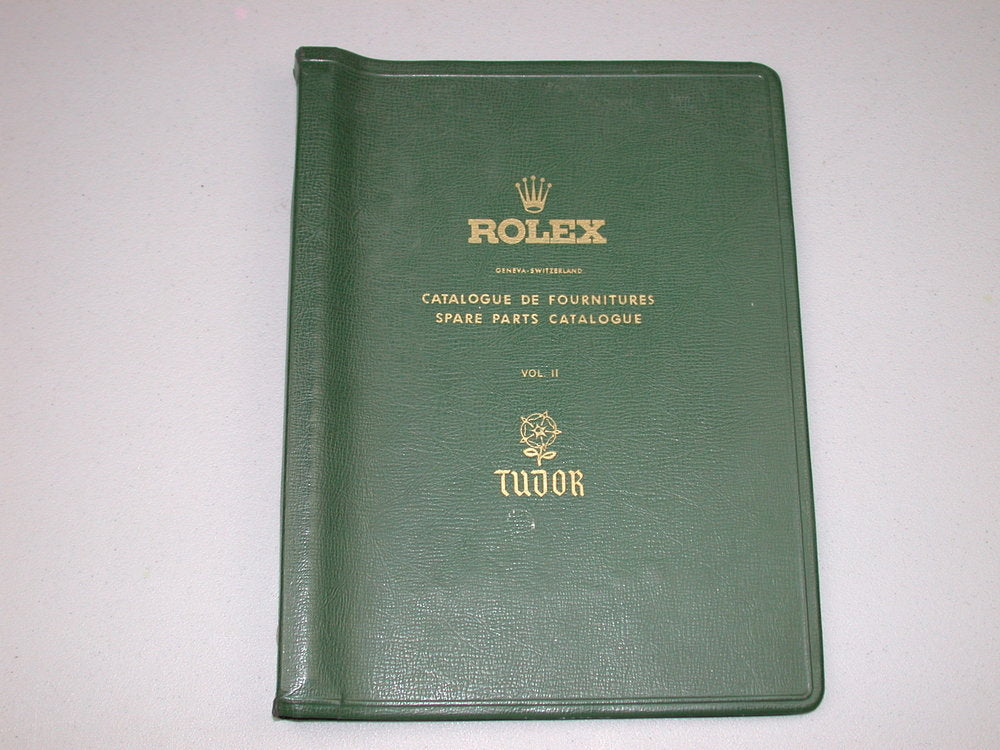 ROLEX
GENEVA-SWITZERLAND
CATALOGUE DE FOURNITURES
SPARE PARTS CATALOGUE
VOL. II
TUDOR